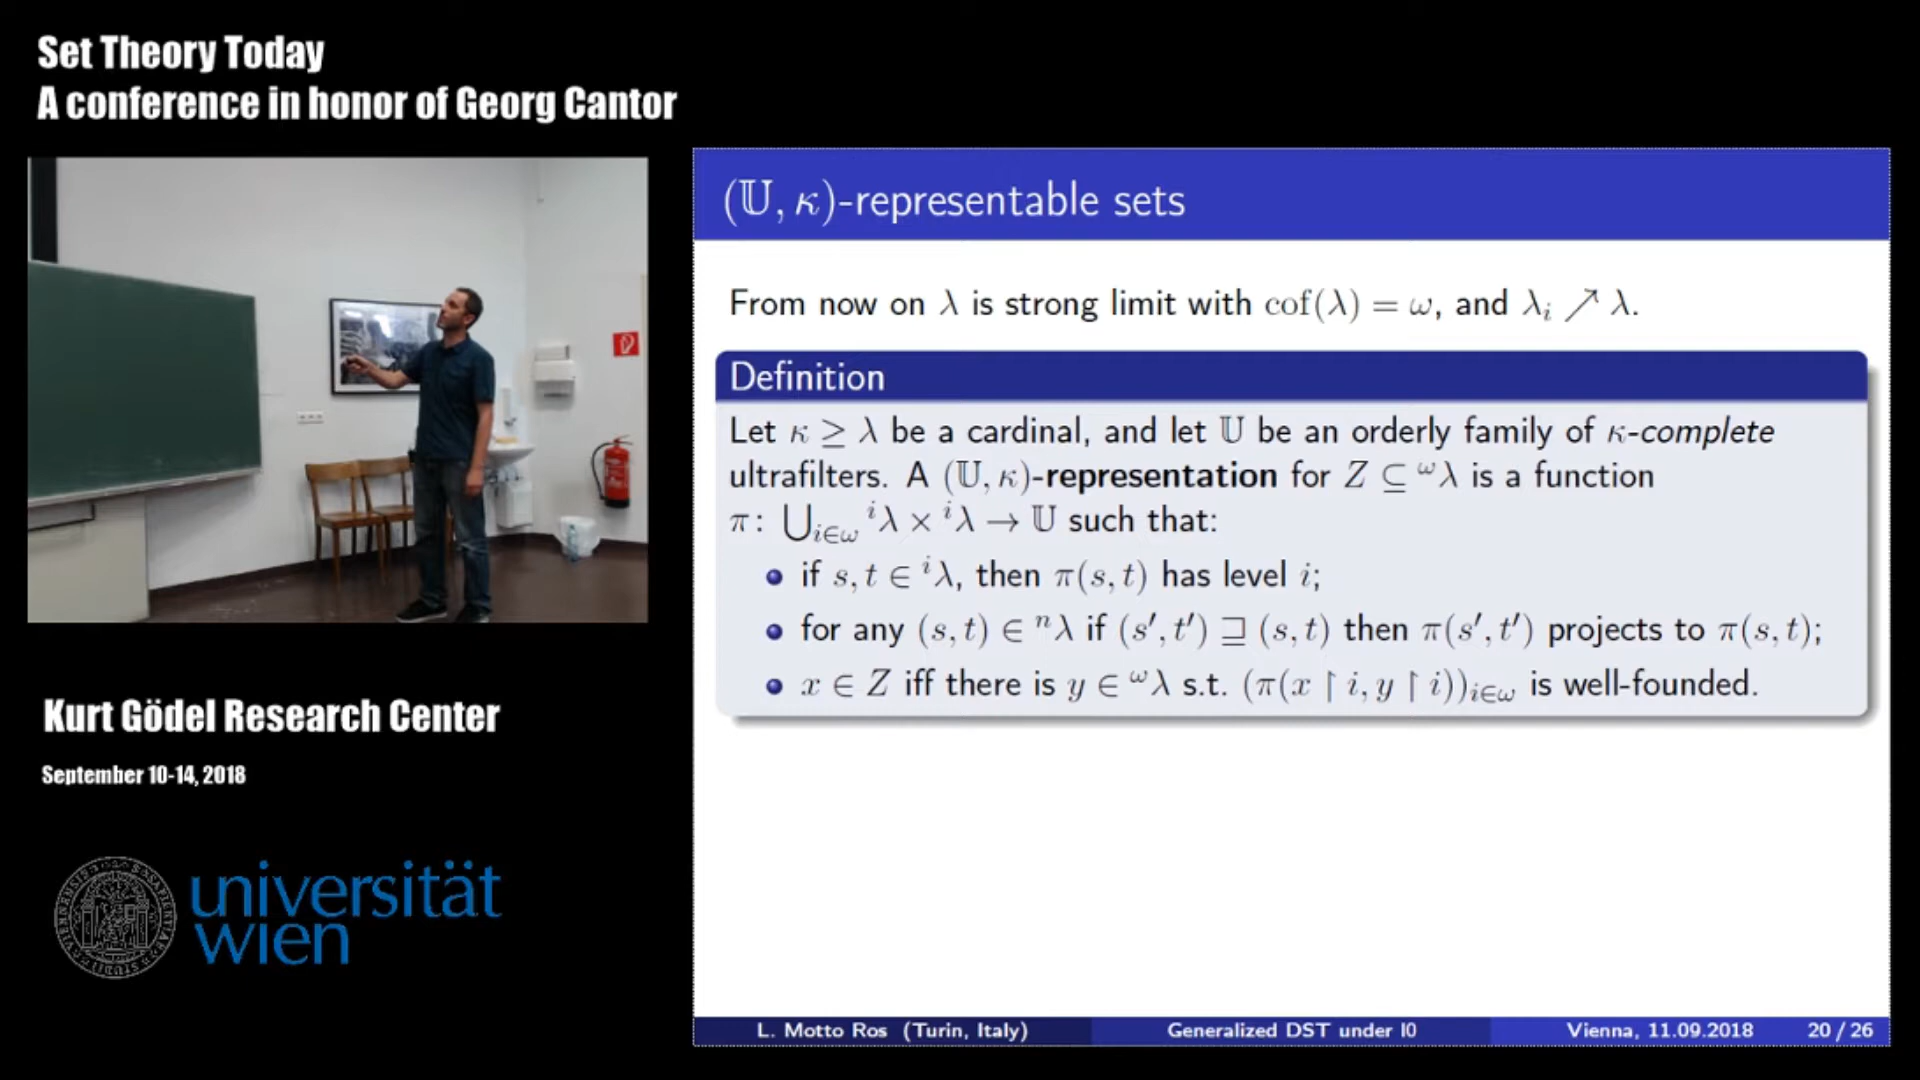 Set Theory Today
A conference in honor of Georg Cantor
(𝕌, κ)-representable sets
From now on λ is strong limit with cof(λ) = ω, and λᵢ ↗ λ.
Definition
Let κ ≥ λ be a cardinal, and let 𝕌 be an orderly family of κ-complete
ultrafilters. A (𝕌, κ)-representation for Z ⊆ ^ωλ is a function
π: ⋃_{i∈ω} ^iλ × ^iλ → 𝕌 such that:
• if s, t ∈ ^iλ, then π(s, t) has level i;
• for any (s, t) ∈ ^nλ if (s′, t′) ⊒ (s, t) then π(s′, t′) projects to π(s, t);
• x ∈ Z iff there is y ∈ ^ωλ s.t. (π(x ↾ i, y ↾ i))_{i∈ω} is well-founded.
Kurt Gödel Research Center
September 10-14, 2018
universität
wien
L. Motto Ros (Turin, Italy) Generalized DST under I0 Vienna, 11.09.2018 20 / 26